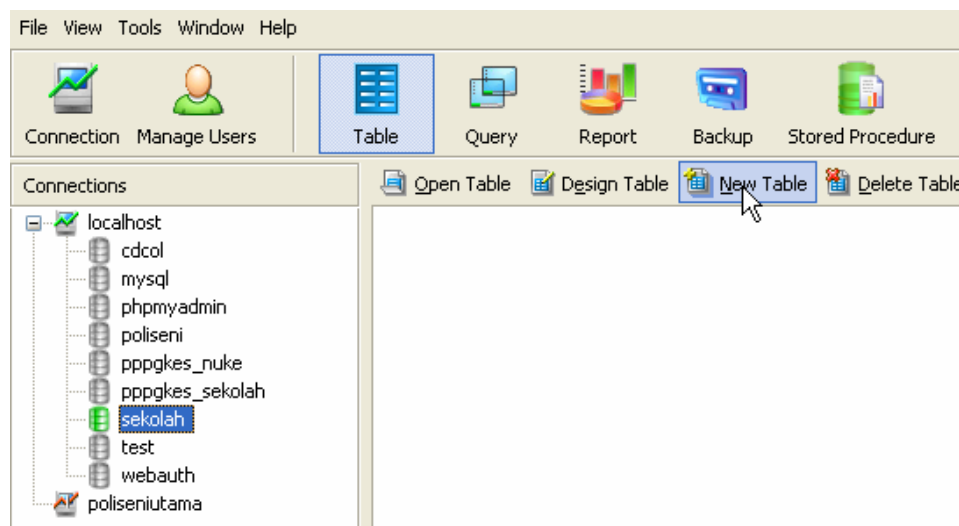 File View Tools Window Help
Connection Manage Users Table Query Report Backup Stored Procedure
Connections
Open Table Design Table New Table Delete Table
localhost
cdcol
mysql
phpmyadmin
poliseni
pppgkes_nuke
pppgkes_sekolah
sekolah
test
webauth
poliseniutama